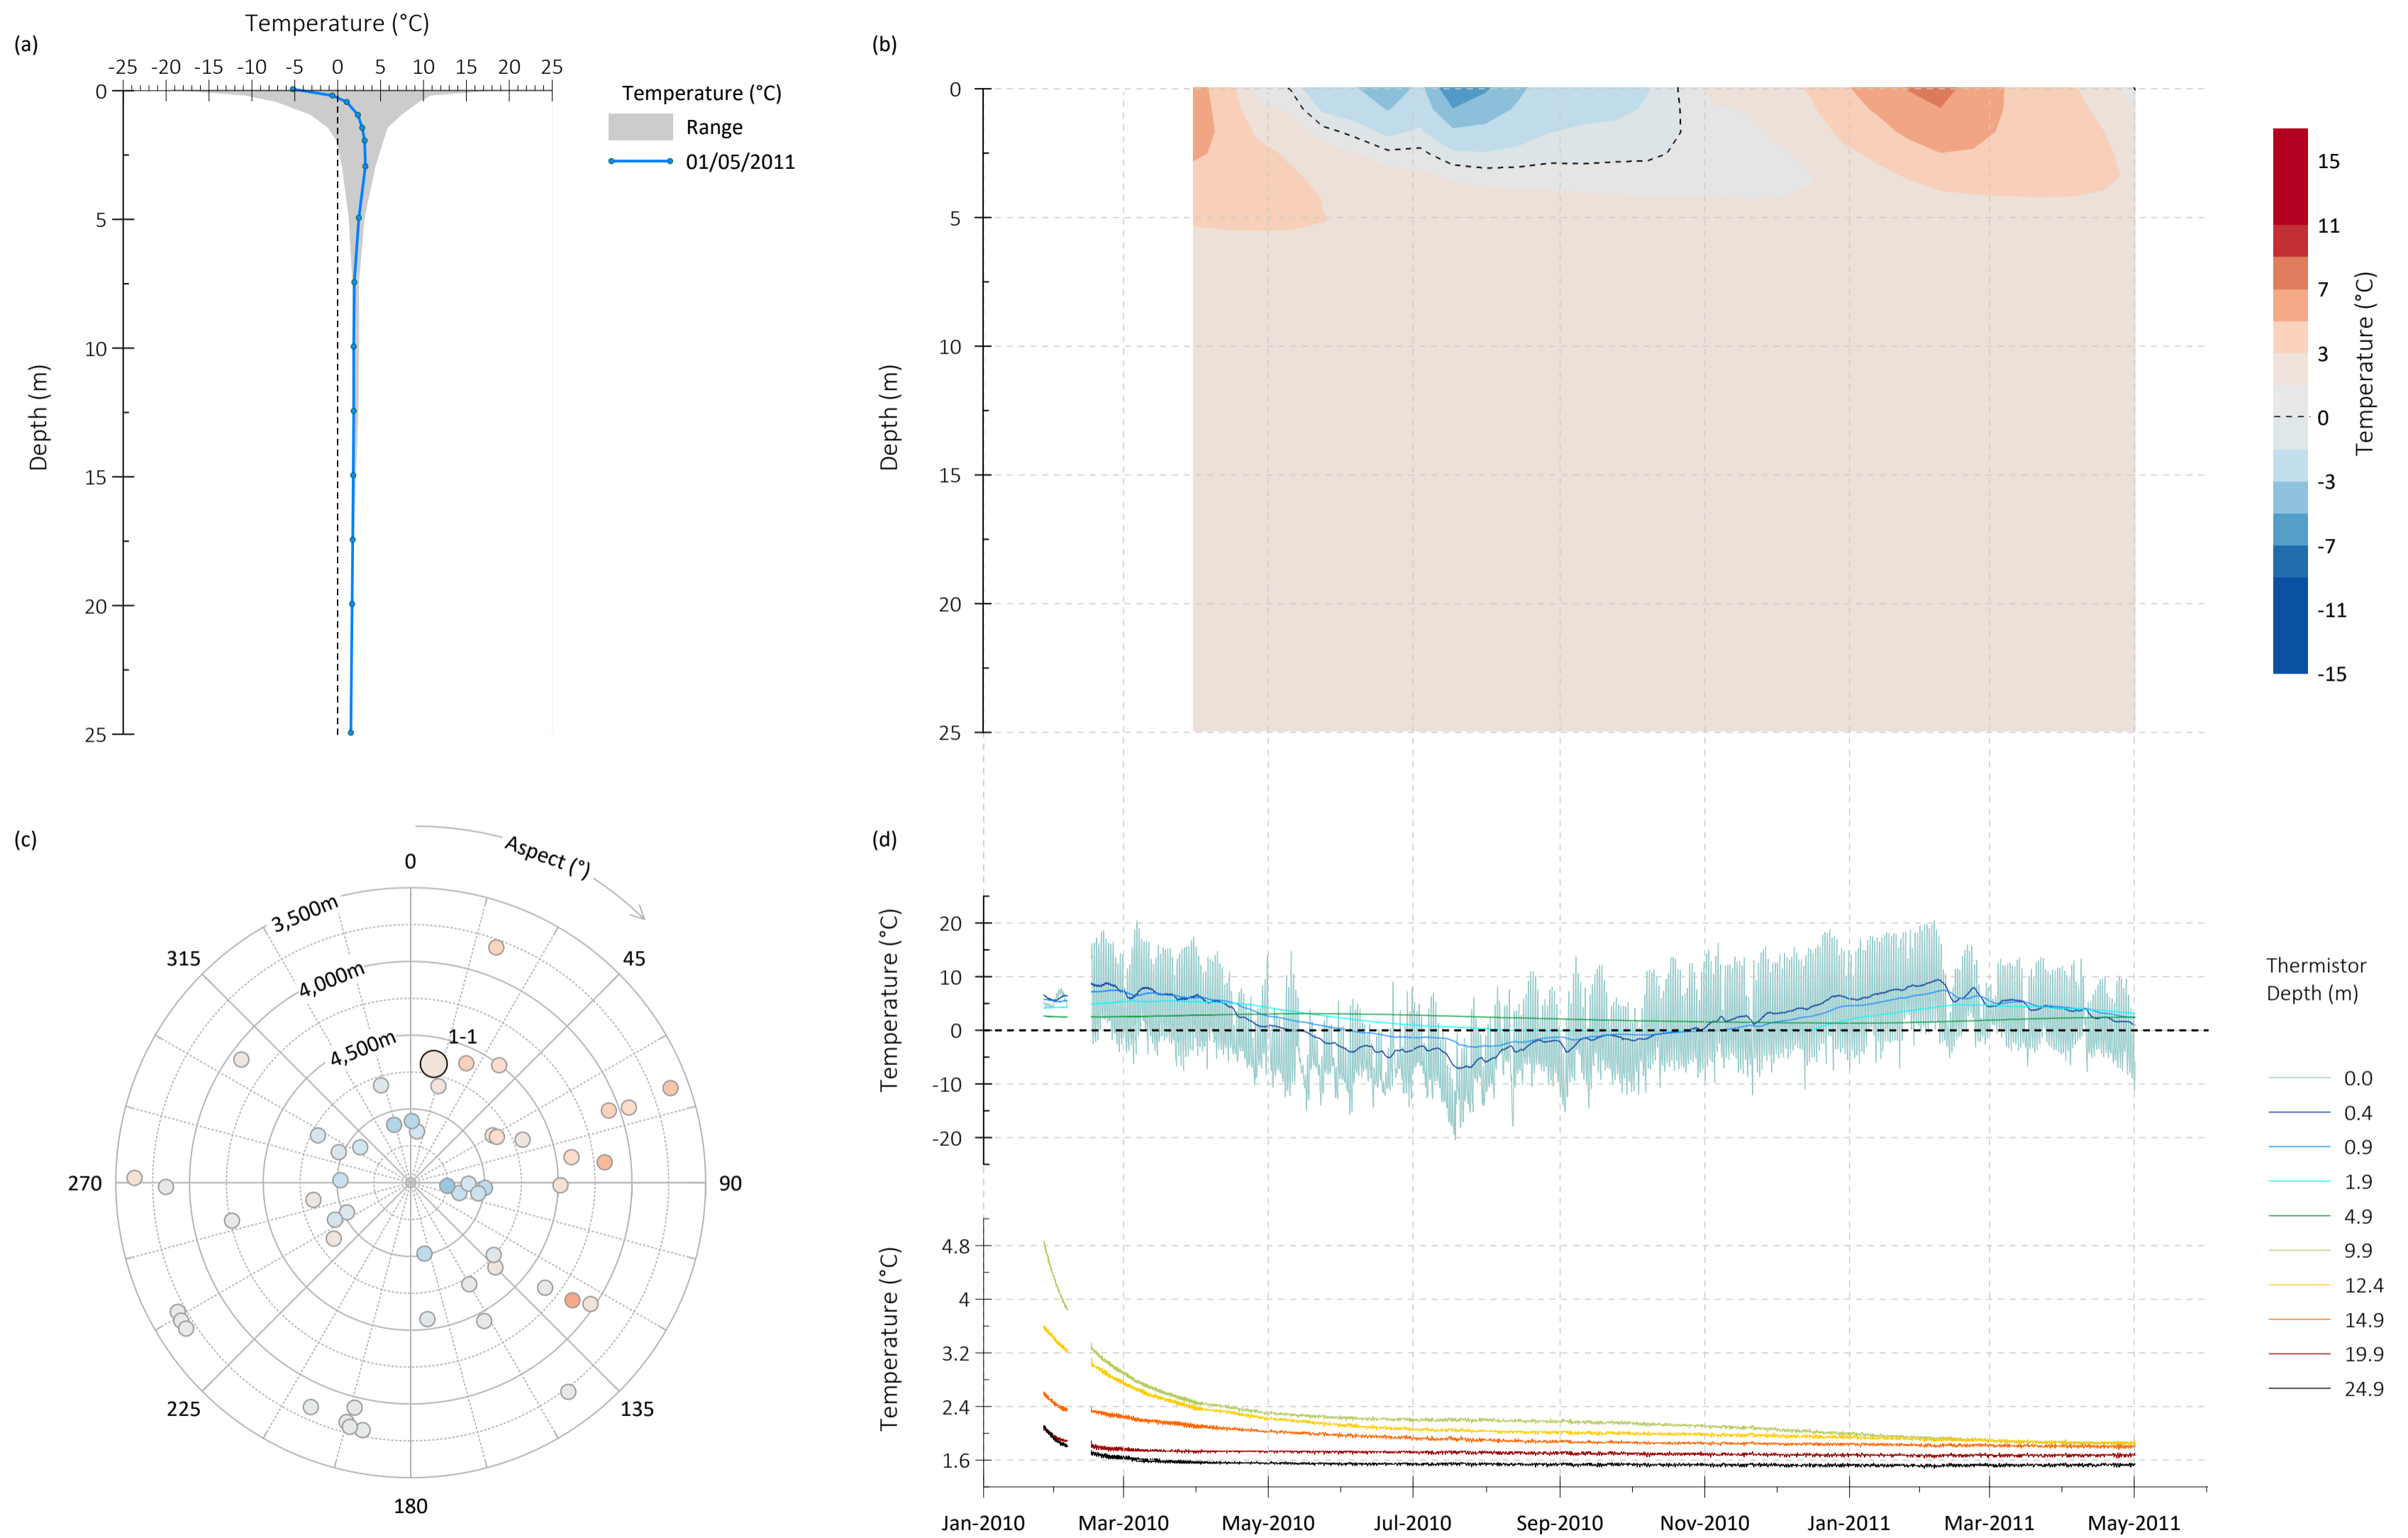 (a)
Temperature (°C)
-25 -20 -15 -10 -5 0 5 10 15 20 25
0
5
10
15
20
25
Depth (m)
Temperature (°C)
Range
01/05/2011
(b)
0
5
10
15
20
25
Depth (m)
15
11
7
3
0
-3
-7
-11
-15
Temperature (°C)
(c)
Aspect (°)
0
45
90
135
180
225
270
315
3,500m
4,000m
4,500m
1-1
(d)
20
10
0
-10
-20
Temperature (°C)
4.8
4
3.2
2.4
1.6
Temperature (°C)
Jan-2010 Mar-2010 May-2010 Jul-2010 Sep-2010 Nov-2010 Jan-2011 Mar-2011 May-2011
Thermistor
Depth (m)
0.0
0.4
0.9
1.9
4.9
9.9
12.4
14.9
19.9
24.9